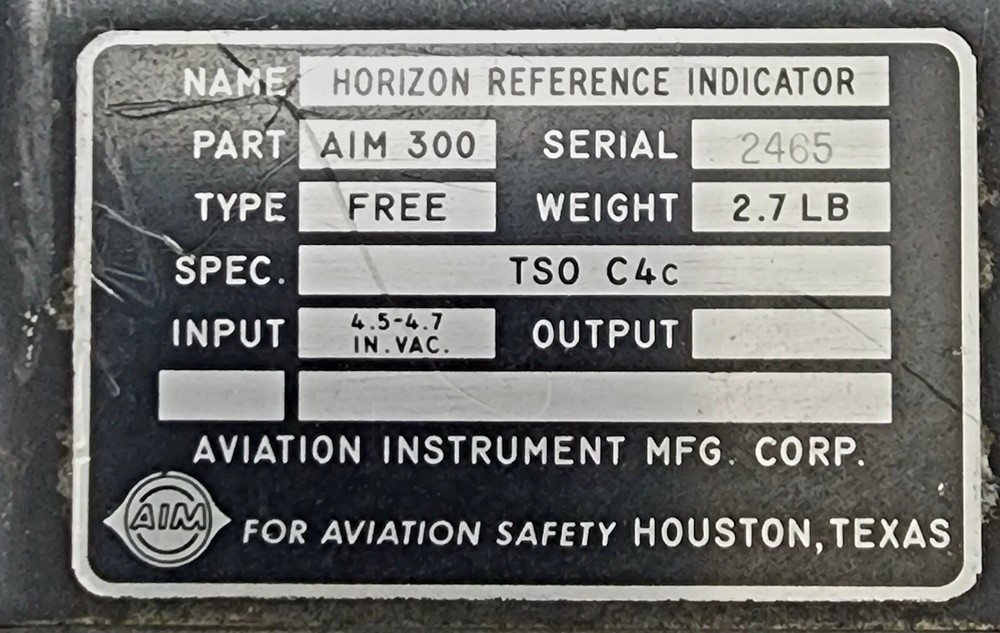 NAME HORIZON REFERENCE INDICATOR
PART AIM 300 SERIAL 2465
TYPE FREE WEIGHT 2.7 LB
SPEC. TSO C4c
INPUT 4.5-4.7 IN.VAC. OUTPUT
AVIATION INSTRUMENT MFG. CORP.
AIM FOR AVIATION SAFETY HOUSTON, TEXAS